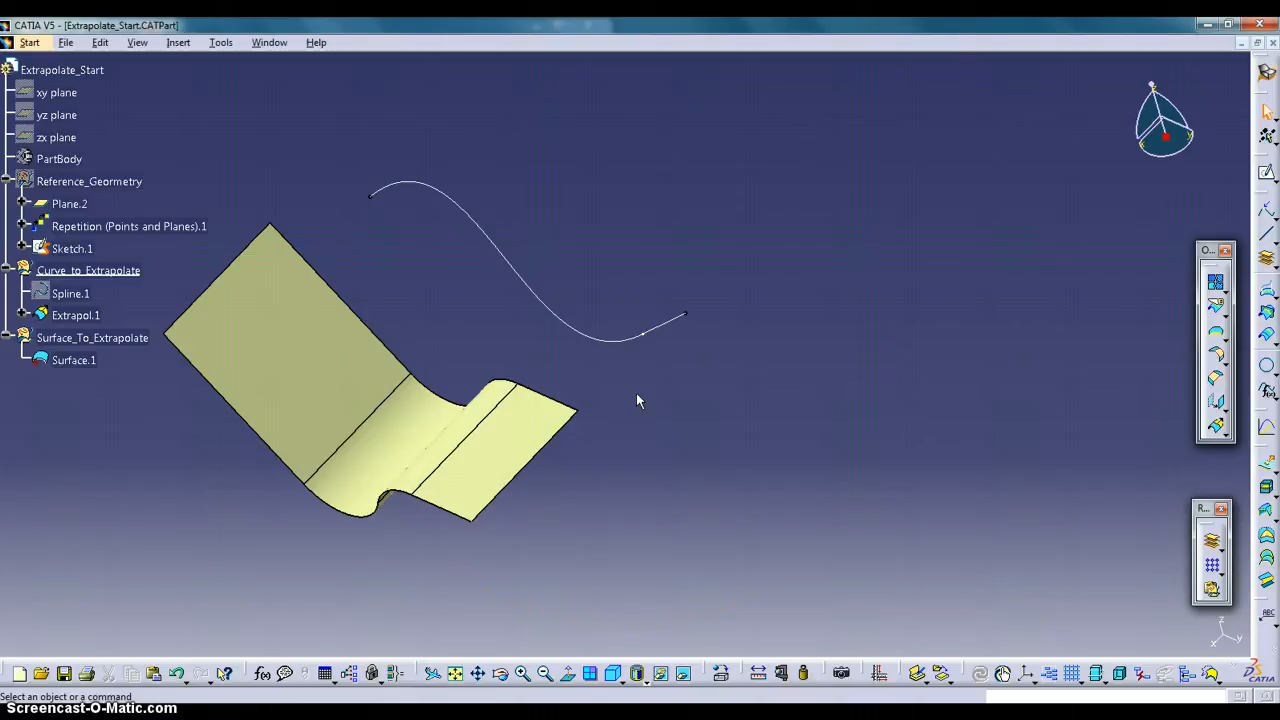 CATIA V5 - [Extrapolate_Start.CATPart]
Start File Edit View Insert Tools Window Help
Extrapolate_Start
xy plane
yz plane
zx plane
PartBody
Reference_Geometry
Plane.2
Repetition (Points and Planes).1
Sketch.1
Curve_to_Extrapolate
Spline.1
Extrapol.1
Surface_To_Extrapolate
Surface.1
O...
R...
ABC
z
y
x
f(x)
CATIA
Select an object or a command
Screencast-O-Matic.com